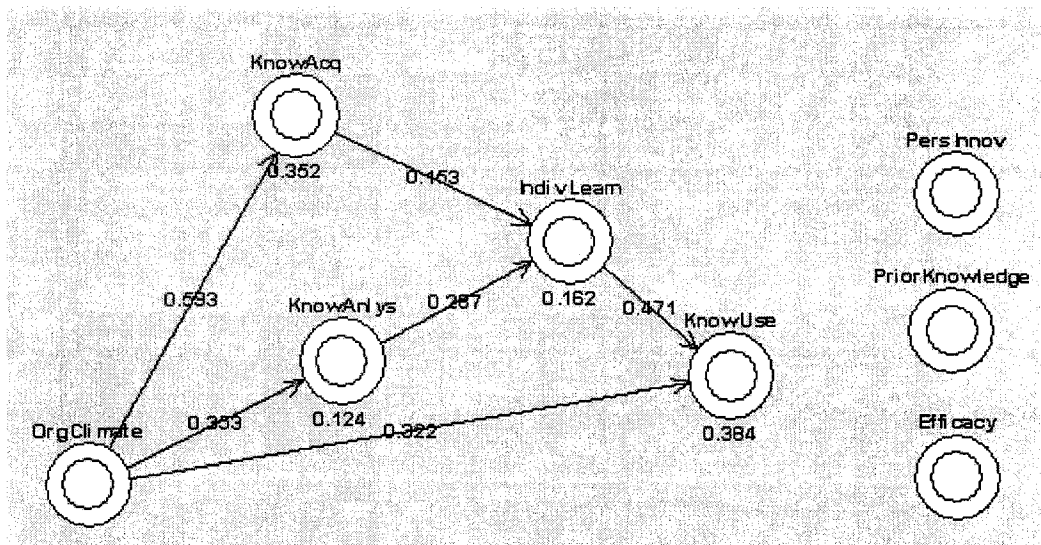 KnowAcq
0.352
PersInnov
0.153
IndivLearn
0.593
KnowAnlys
0.287
0.162
PriorKnowledge
0.471
KnowUse
0.353
0.124
OrgClimate
0.322
0.384
Efficacy